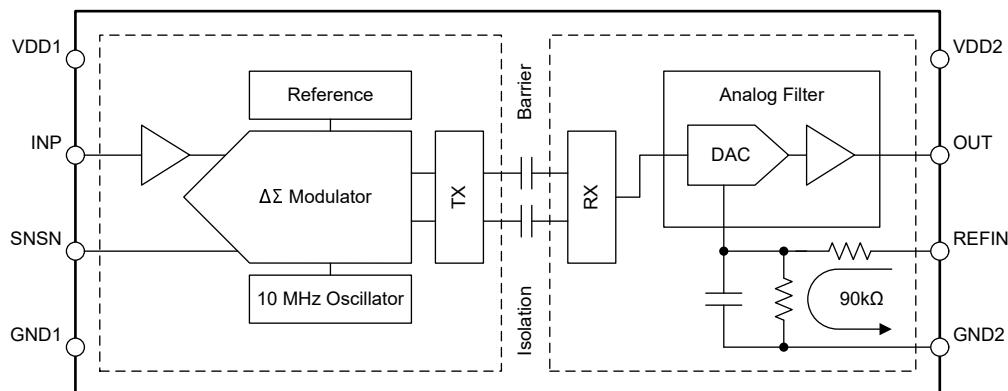 VDD1
VDD2
Reference
Barrier
Analog Filter
INP
OUT
DAC
ΔΣ Modulator
TX
RX
SNSN
REFIN
10 MHz Oscillator
Isolation
90kΩ
GND1
GND2